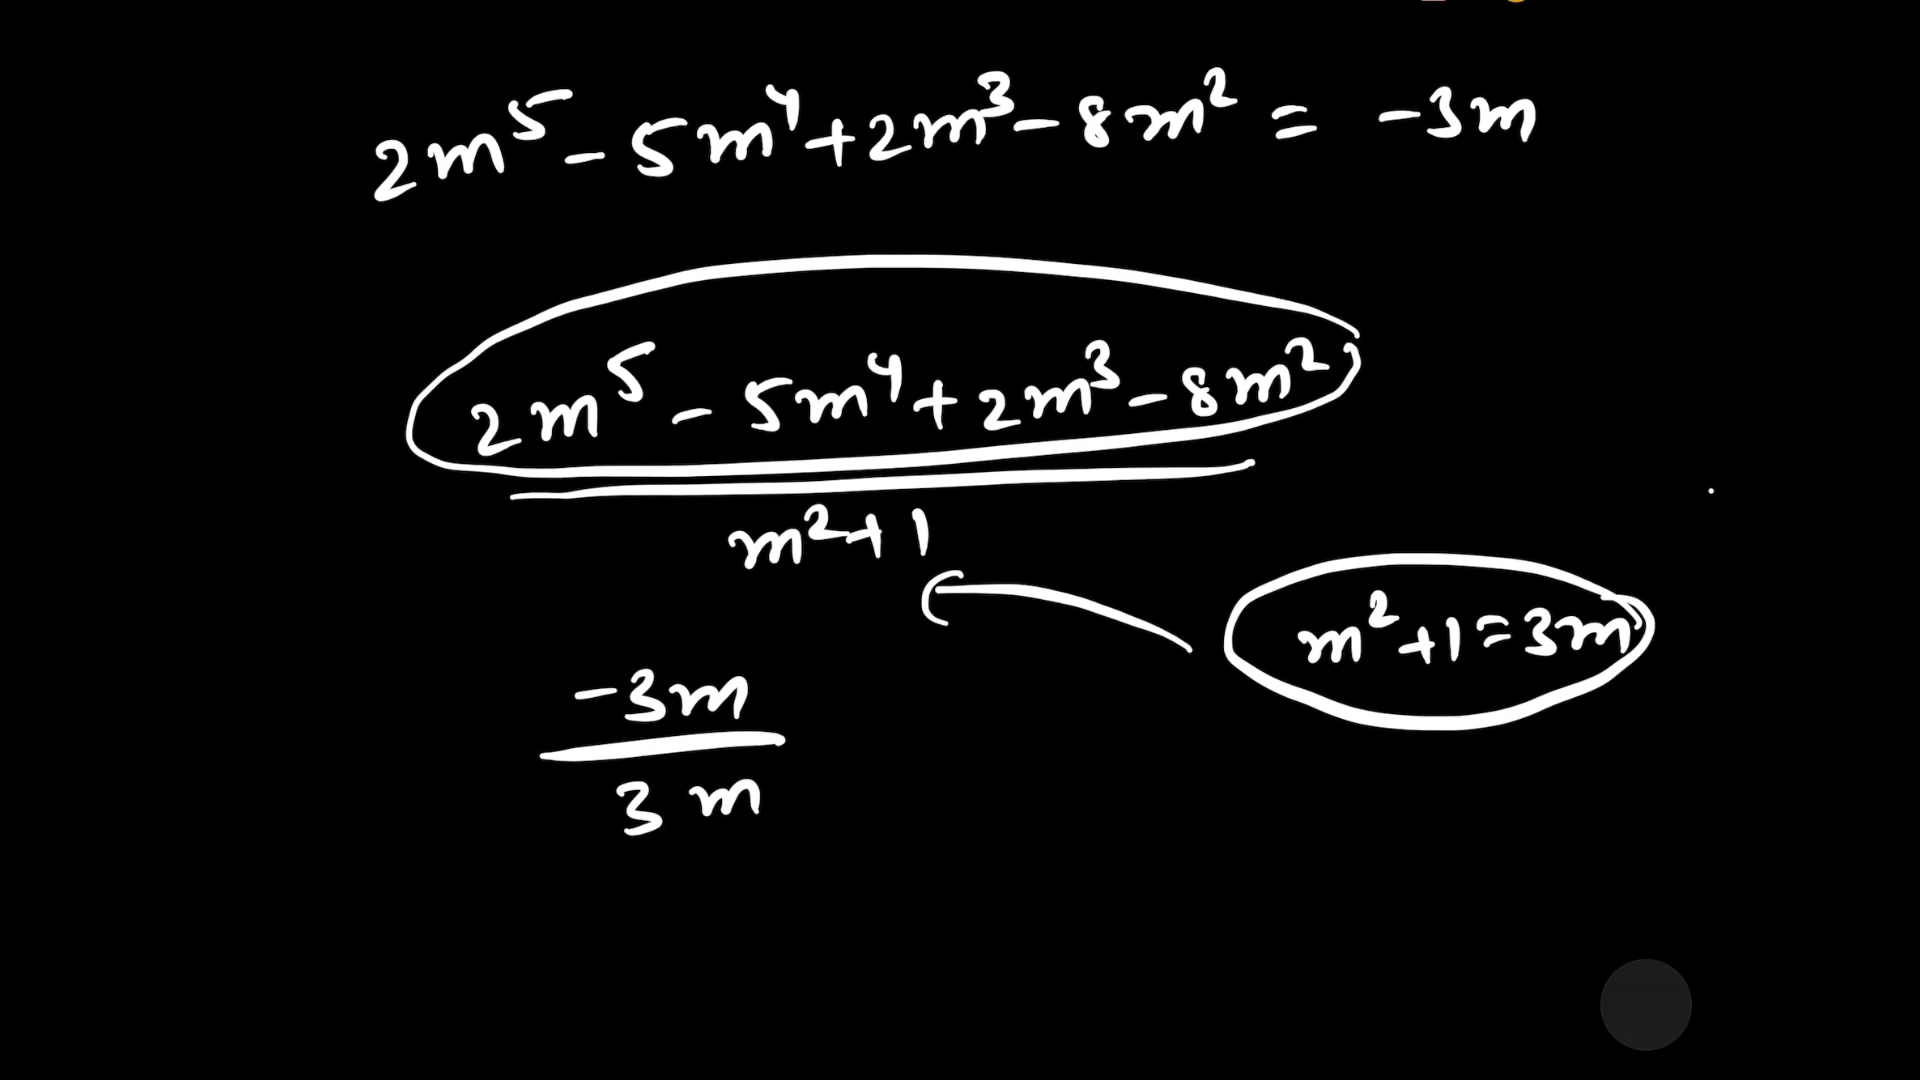 2m⁵ - 5m⁴ + 2m³ - 8m² = -3m
2m⁵ - 5m⁴ + 2m³ - 8m²
m² + 1
m² + 1 = 3m
-3m
3m